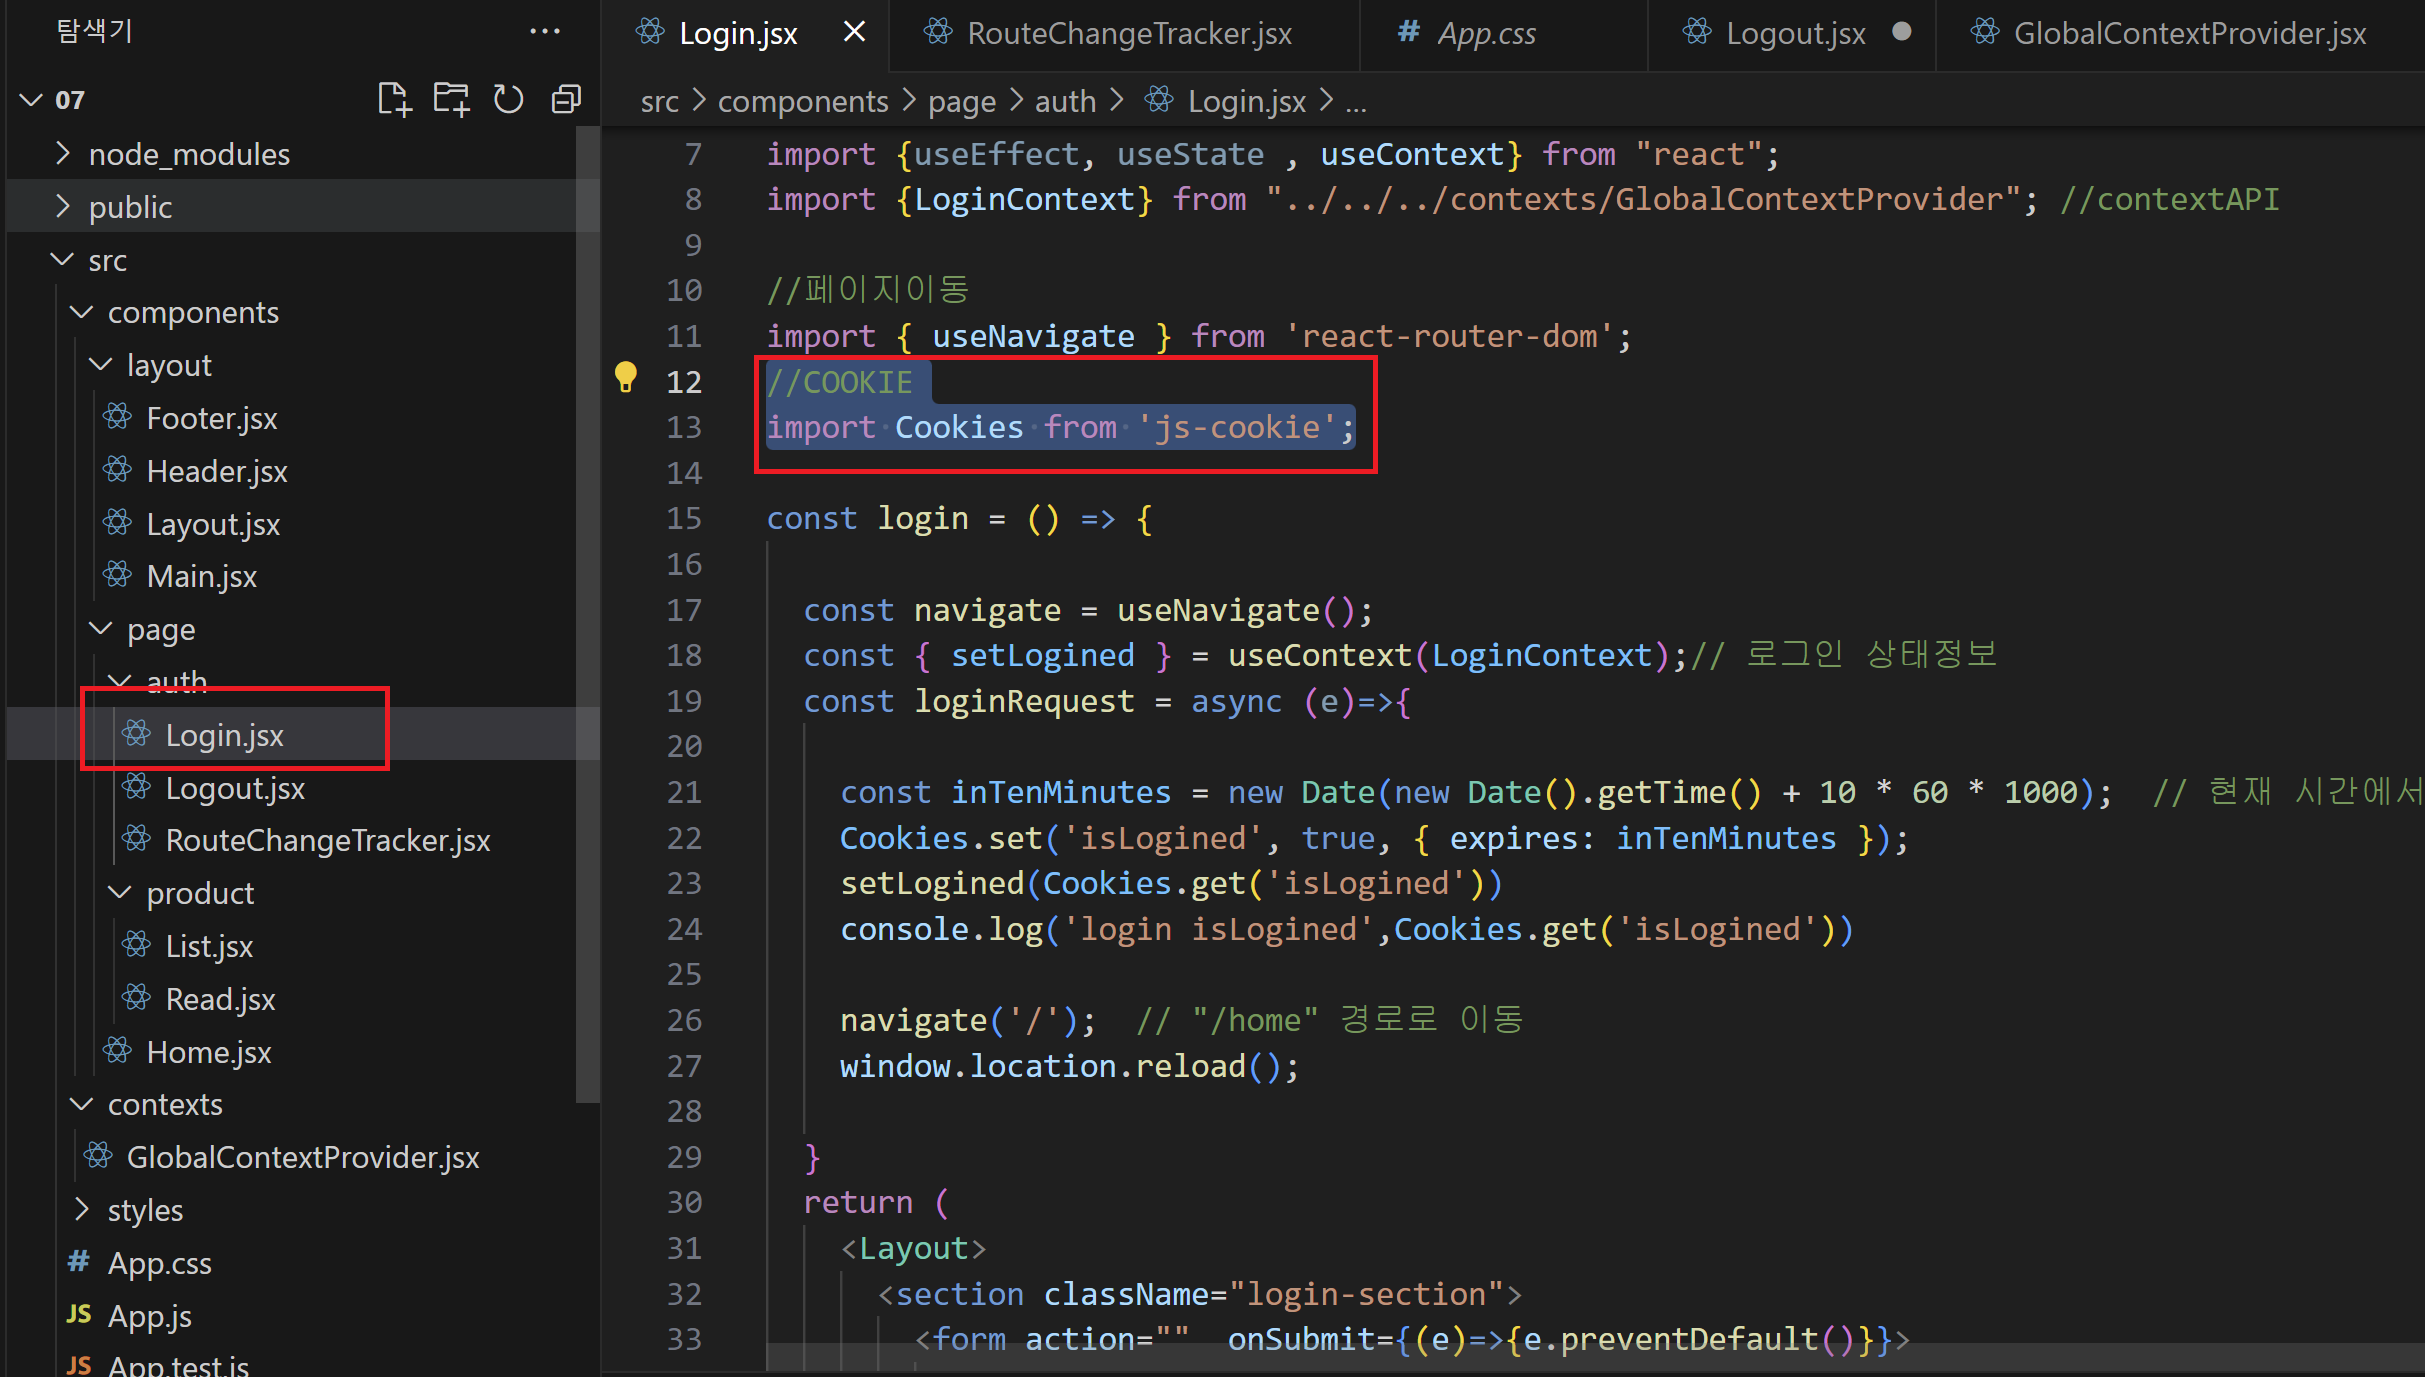 탐색기
...
07
node_modules
public
src
components
layout
Footer.jsx
Header.jsx
Layout.jsx
Main.jsx
page
auth
Login.jsx
Logout.jsx
RouteChangeTracker.jsx
product
List.jsx
Read.jsx
Home.jsx
contexts
GlobalContextProvider.jsx
styles
# App.css
JS App.js
JS App.test.js
Login.jsx
RouteChangeTracker.jsx
# App.css
Logout.jsx
GlobalContextProvider.jsx
src > components > page > auth > Login.jsx > ...
7 import {useEffect, useState , useContext} from "react";
8 import {LoginContext} from "../../../contexts/GlobalContextProvider"; //contextAPI
9
10 //페이지이동
11 import { useNavigate } from 'react-router-dom';
12 //COOKIE
13 import Cookies from 'js-cookie';
14
15 const login = () => {
16
17 const navigate = useNavigate();
18 const { setLogined } = useContext(LoginContext);// 로그인 상태정보
19 const loginRequest = async (e)=>{
20
21 const inTenMinutes = new Date(new Date().getTime() + 10 * 60 * 1000); // 현재 시간에서
22 Cookies.set('isLogined', true, { expires: inTenMinutes });
23 setLogined(Cookies.get('isLogined'))
24 console.log('login isLogined',Cookies.get('isLogined'))
25
26 navigate('/'); // "/home" 경로로 이동
27 window.location.reload();
28
29 }
30 return (
31 <Layout>
32 <section className="login-section">
33 <form action="" onSubmit={(e)=>{e.preventDefault()}}>